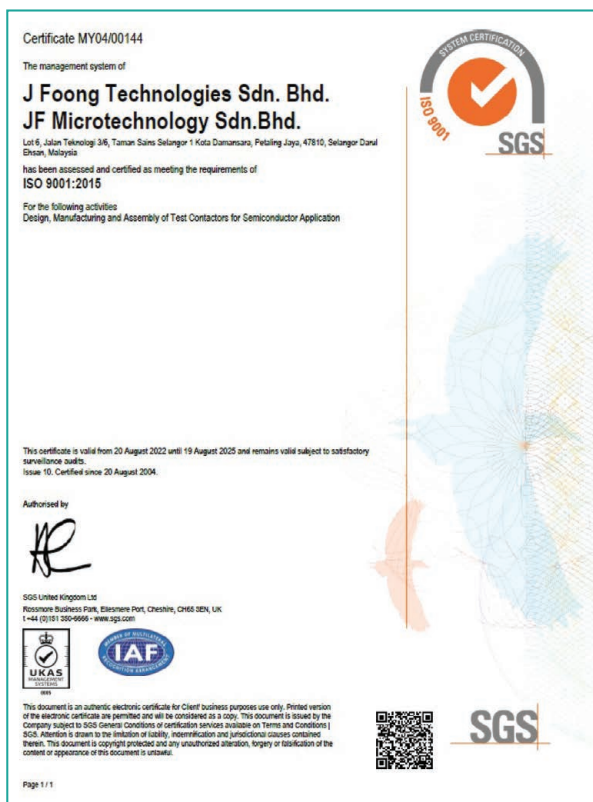 Certificate MY04/00144
The management system of
J Foong Technologies Sdn. Bhd.
JF Microtechnology Sdn.Bhd.
Lot 6, Jalan Teknologi 3/6, Taman Sains Selangor 1 Kota Damansara, Petaling Jaya, 47810, Selangor Darul
Ehsan, Malaysia
has been assessed and certified as meeting the requirements of
ISO 9001:2015
For the following activities
Design, Manufacturing and Assembly of Test Contactors for Semiconductor Application
SYSTEM CERTIFICATION
ISO 9001
SGS
This certificate is valid from 20 August 2022 until 19 August 2025 and remains valid subject to satisfactory
surveillance audits.
Issue 10. Certified since 20 August 2004.
Authorised by
SGS United Kingdom Ltd
Rossmore Business Park, Ellesmere Port, Cheshire, CH65 3EN, UK
t +44 (0)151 350-6666 - www.sgs.com
UKAS
MANAGEMENT
SYSTEMS
0005
MEMBER OF MULTILATERAL
IAF
RECOGNITION ARRANGEMENT
This document is an authentic electronic certificate for Client' business purposes use only. Printed version
of the electronic certificate are permitted and will be considered as a copy. This document is issued by the
Company subject to SGS General Conditions of certification services available on Terms and Conditions |
SGS. Attention is drawn to the limitation of liability, indemnification and jurisdictional clauses contained
therein. This document is copyright protected and any unauthorized alteration, forgery or falsification of the
content or appearance of this document is unlawful.
SGS
Page 1 / 1